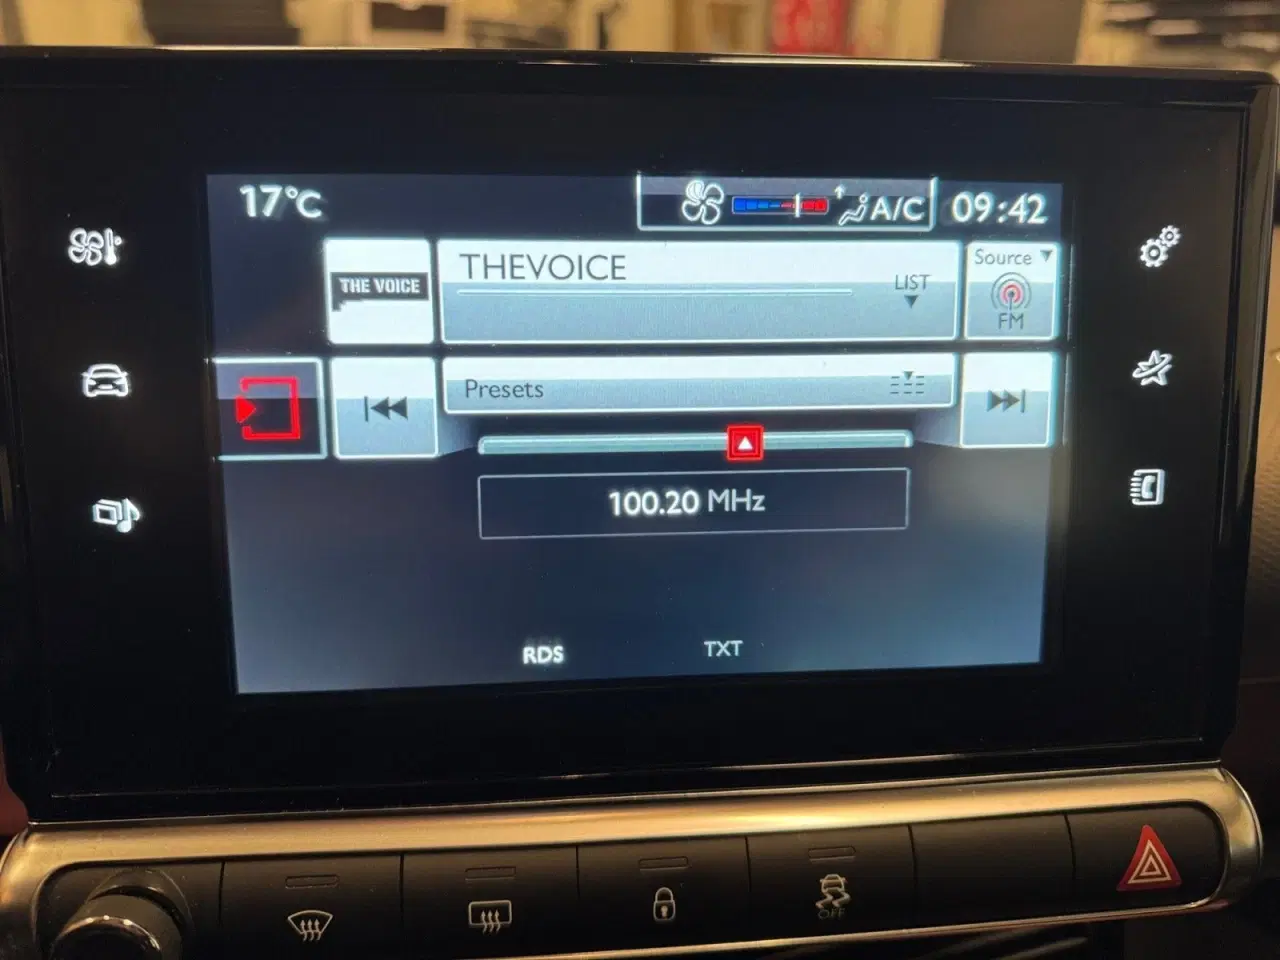 17°C
A/C
09:42
THE VOICE
THEVOICE
LIST
Source
FM
Presets
100.20 MHz
RDS
TXT
OFF